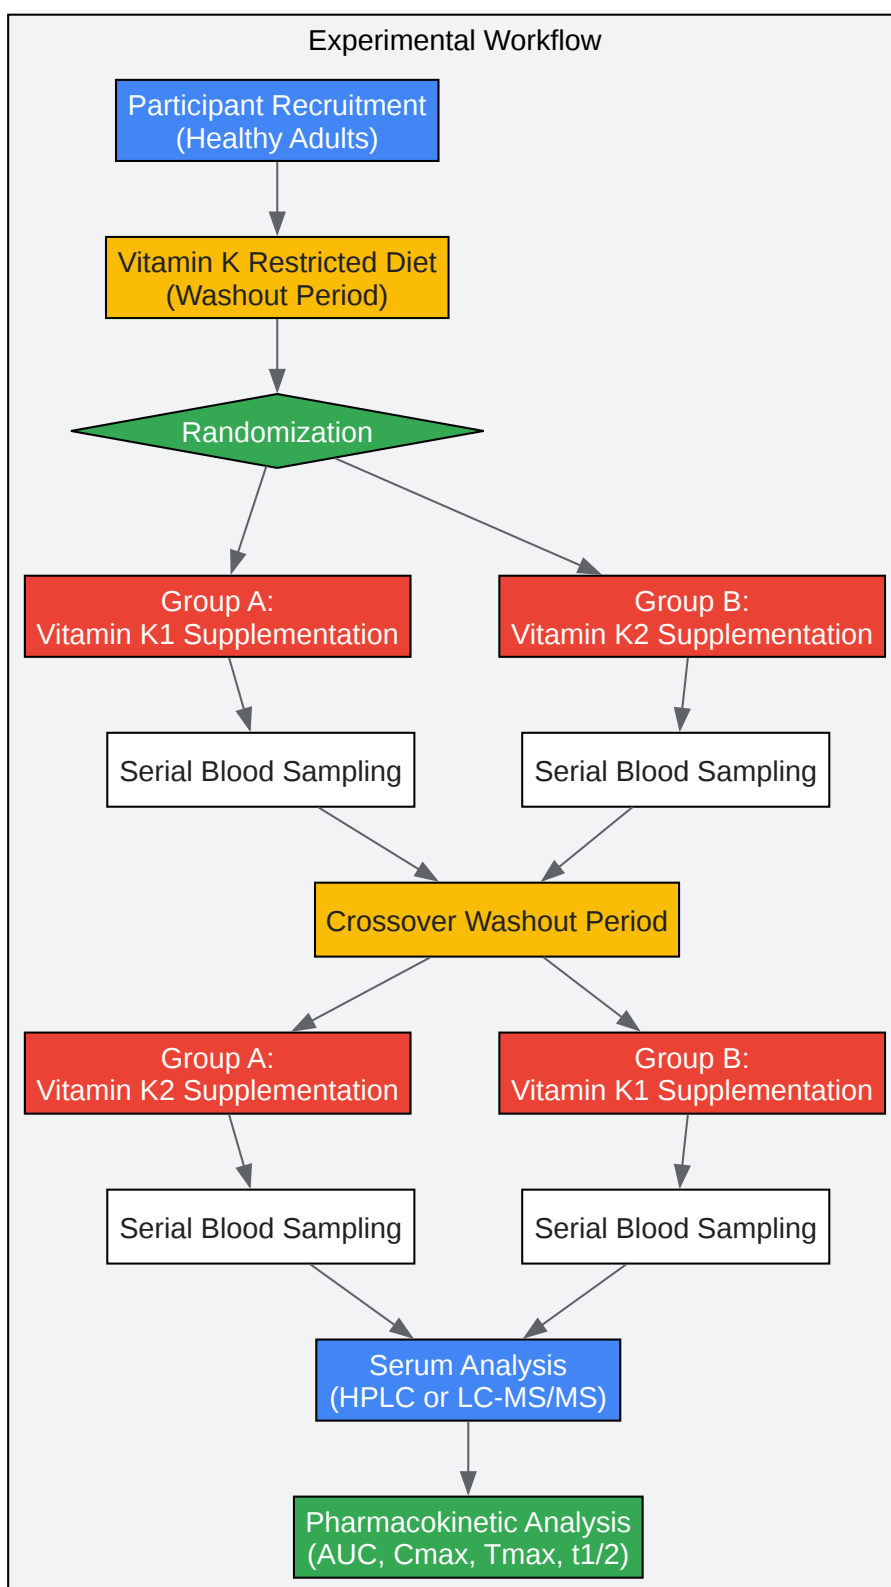 Experimental Workflow
Participant Recruitment
(Healthy Adults)
Vitamin K Restricted Diet
(Washout Period)
Randomization
Group A:
Vitamin K1 Supplementation
Group B:
Vitamin K2 Supplementation
Serial Blood Sampling
Serial Blood Sampling
Crossover Washout Period
Group A:
Vitamin K2 Supplementation
Group B:
Vitamin K1 Supplementation
Serial Blood Sampling
Serial Blood Sampling
Serum Analysis
(HPLC or LC-MS/MS)
Pharmacokinetic Analysis
(AUC, Cmax, Tmax, t1/2)